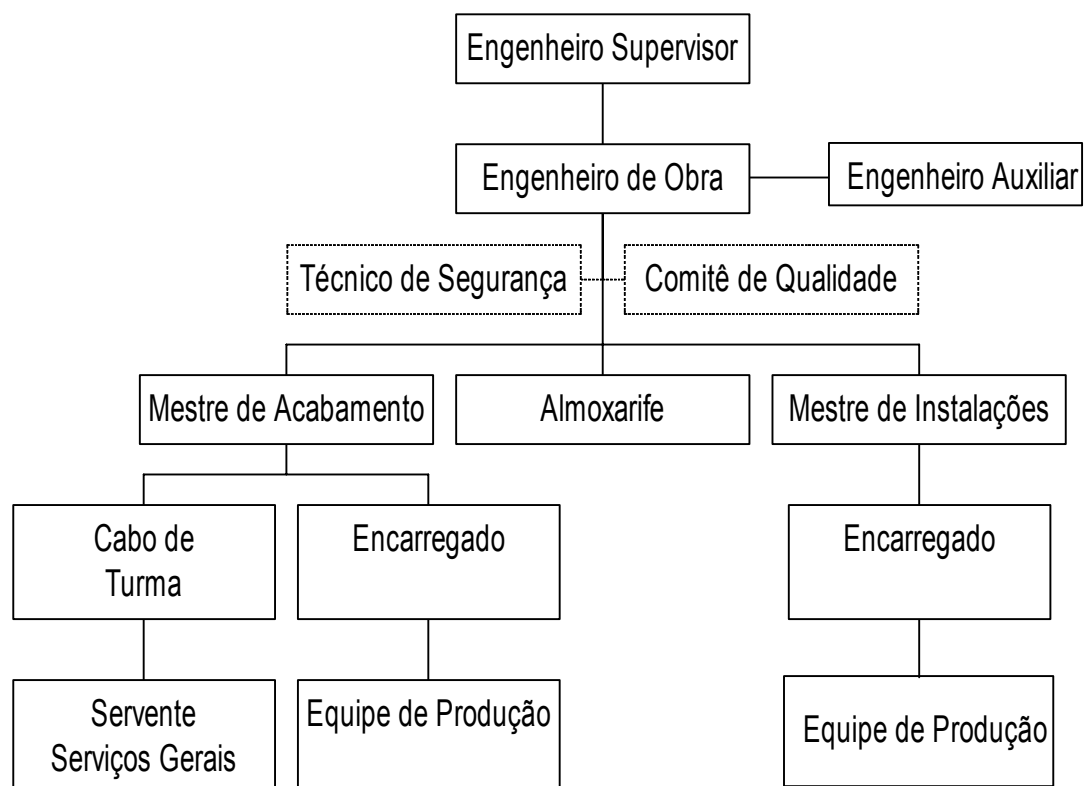 Engenheiro Supervisor
Engenheiro de Obra
Engenheiro Auxiliar
Técnico de Segurança
Comitê de Qualidade
Mestre de Acabamento
Almoxarife
Mestre de Instalações
Cabo de
Turma
Encarregado
Encarregado
Servente
Serviços Gerais
Equipe de Produção
Equipe de Produção